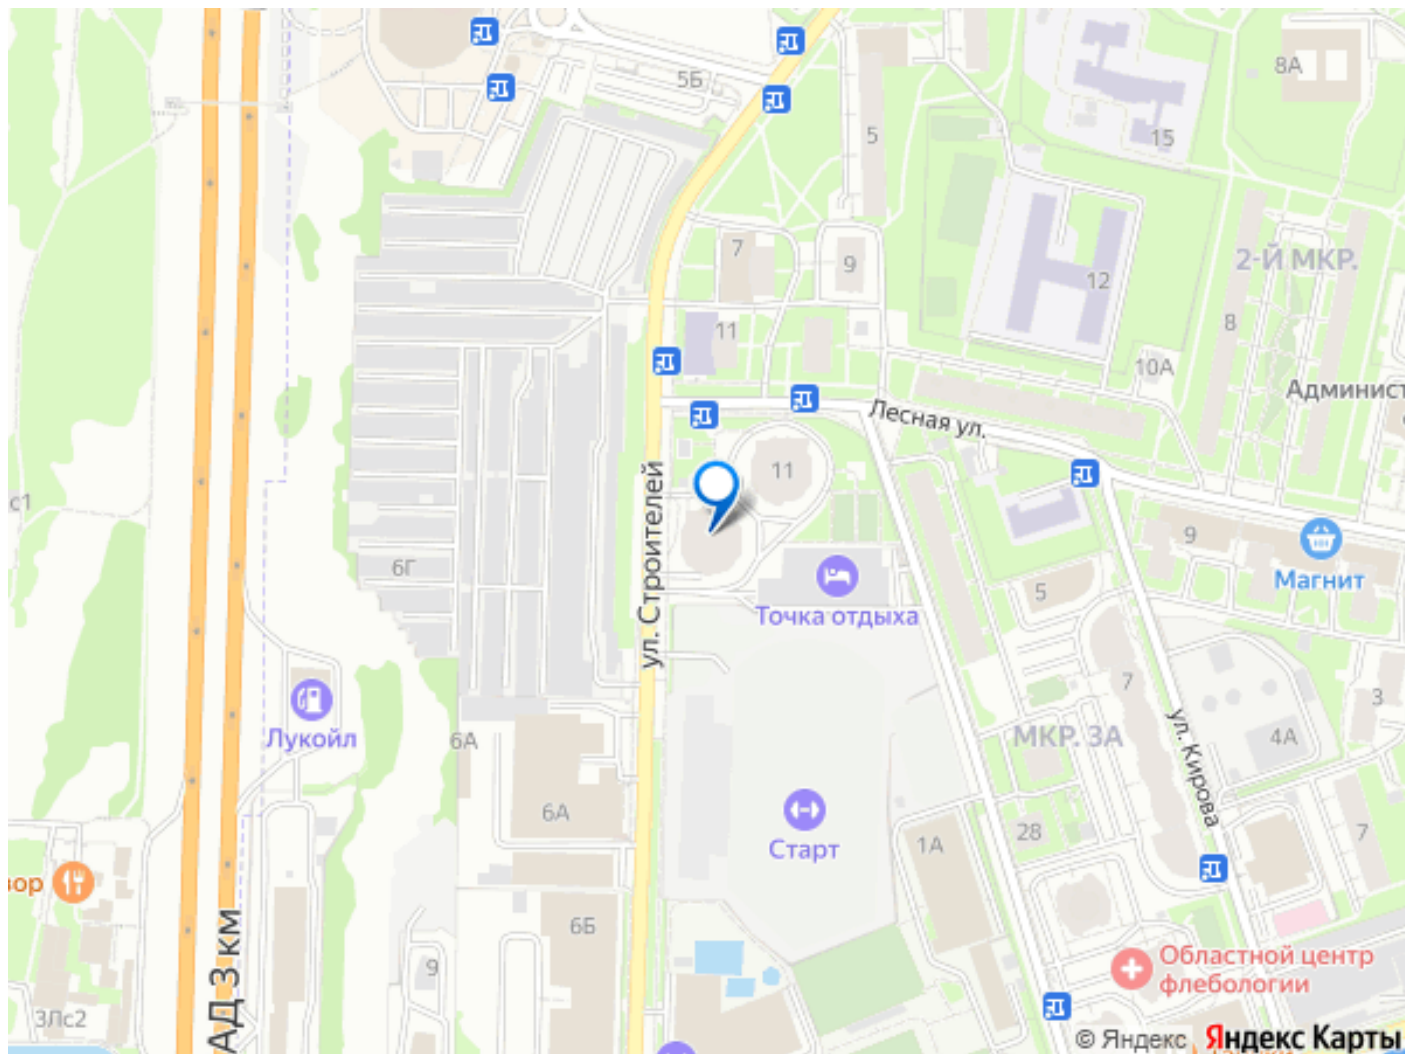 5Б
5
8А
15
7
9
12
2-Й МКР.
8
11
10А
Админист
Лесная ул.
11
с1
ул. Строителей
9
6Г
Магнит
Точка отдыха
5
7
3
Лукойл
6А
МКР. 3А
ул. Кирова
4А
6А
28
7
Старт
1А
зор
6Б
АД 3 км
9
Областной центр
флебологии
3Лс2
© Яндекс Яндекс Карты